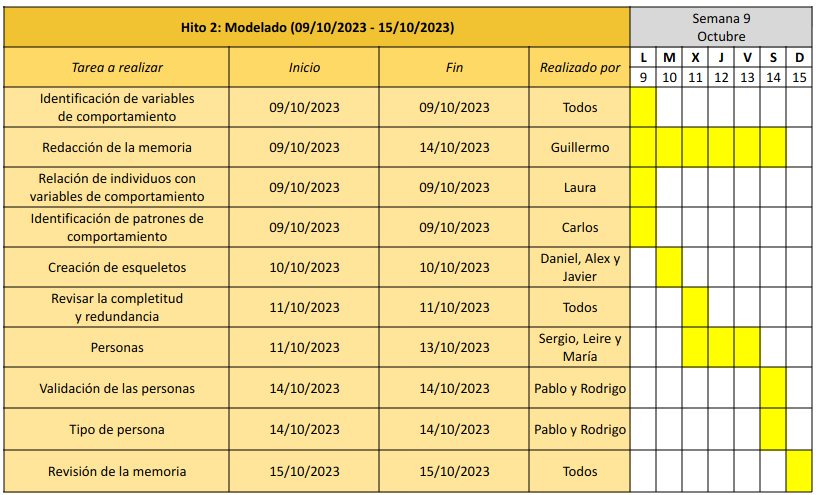 Hito 2: Modelado (09/10/2023 - 15/10/2023)
Semana 9
Octubre
Tarea a realizar Inicio Fin Realizado por L M X J V S D
9 10 11 12 13 14 15
Identificación de variables
de comportamiento 09/10/2023 09/10/2023 Todos
Redacción de la memoria 09/10/2023 14/10/2023 Guillermo
Relación de individuos con
variables de comportamiento 09/10/2023 09/10/2023 Laura
Identificación de patrones de
comportamiento 09/10/2023 09/10/2023 Carlos
Creación de esqueletos 10/10/2023 10/10/2023 Daniel, Alex y
Javier
Revisar la completitud
y redundancia 11/10/2023 11/10/2023 Todos
Personas 11/10/2023 13/10/2023 Sergio, Leire y
María
Validación de las personas 14/10/2023 14/10/2023 Pablo y Rodrigo
Tipo de persona 14/10/2023 14/10/2023 Pablo y Rodrigo
Revisión de la memoria 15/10/2023 15/10/2023 Todos